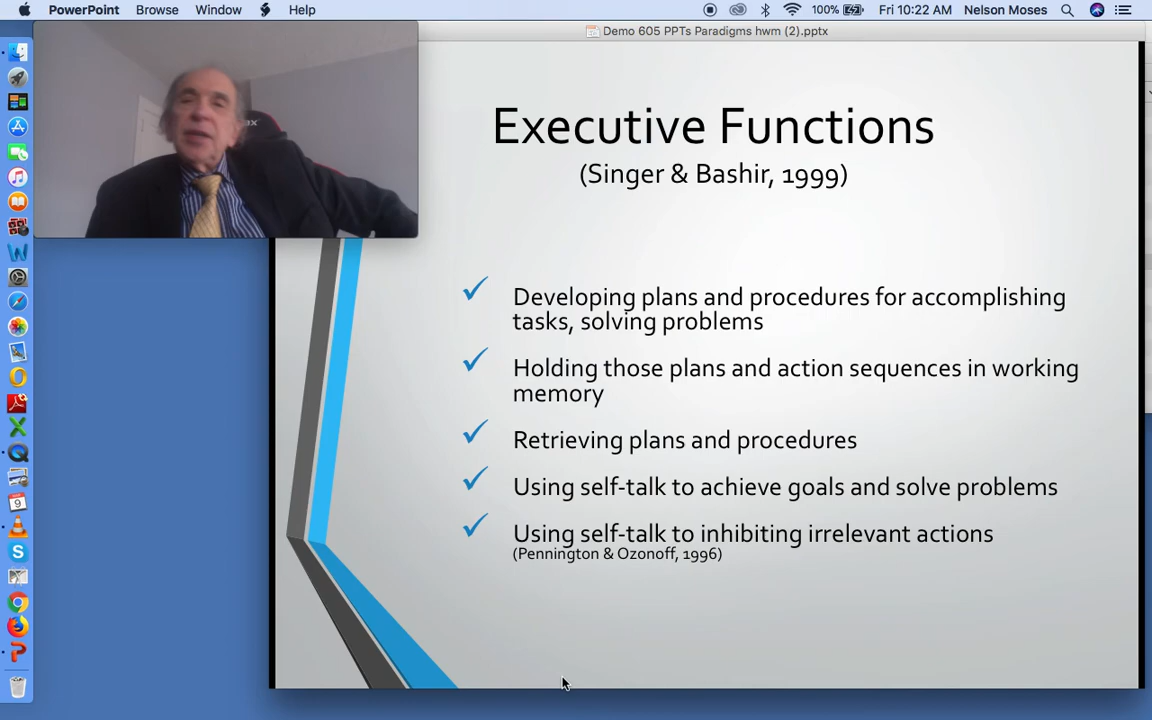 PowerPoint Browse Window Help 100% Fri 10:22 AM Nelson Moses
Demo 605 PPTs Paradigms hwm (2).pptx
Executive Functions
(Singer & Bashir, 1999)
Developing plans and procedures for accomplishing
tasks, solving problems
Holding those plans and action sequences in working
memory
Retrieving plans and procedures
Using self-talk to achieve goals and solve problems
Using self-talk to inhibiting irrelevant actions
(Pennington & Ozonoff, 1996)
9